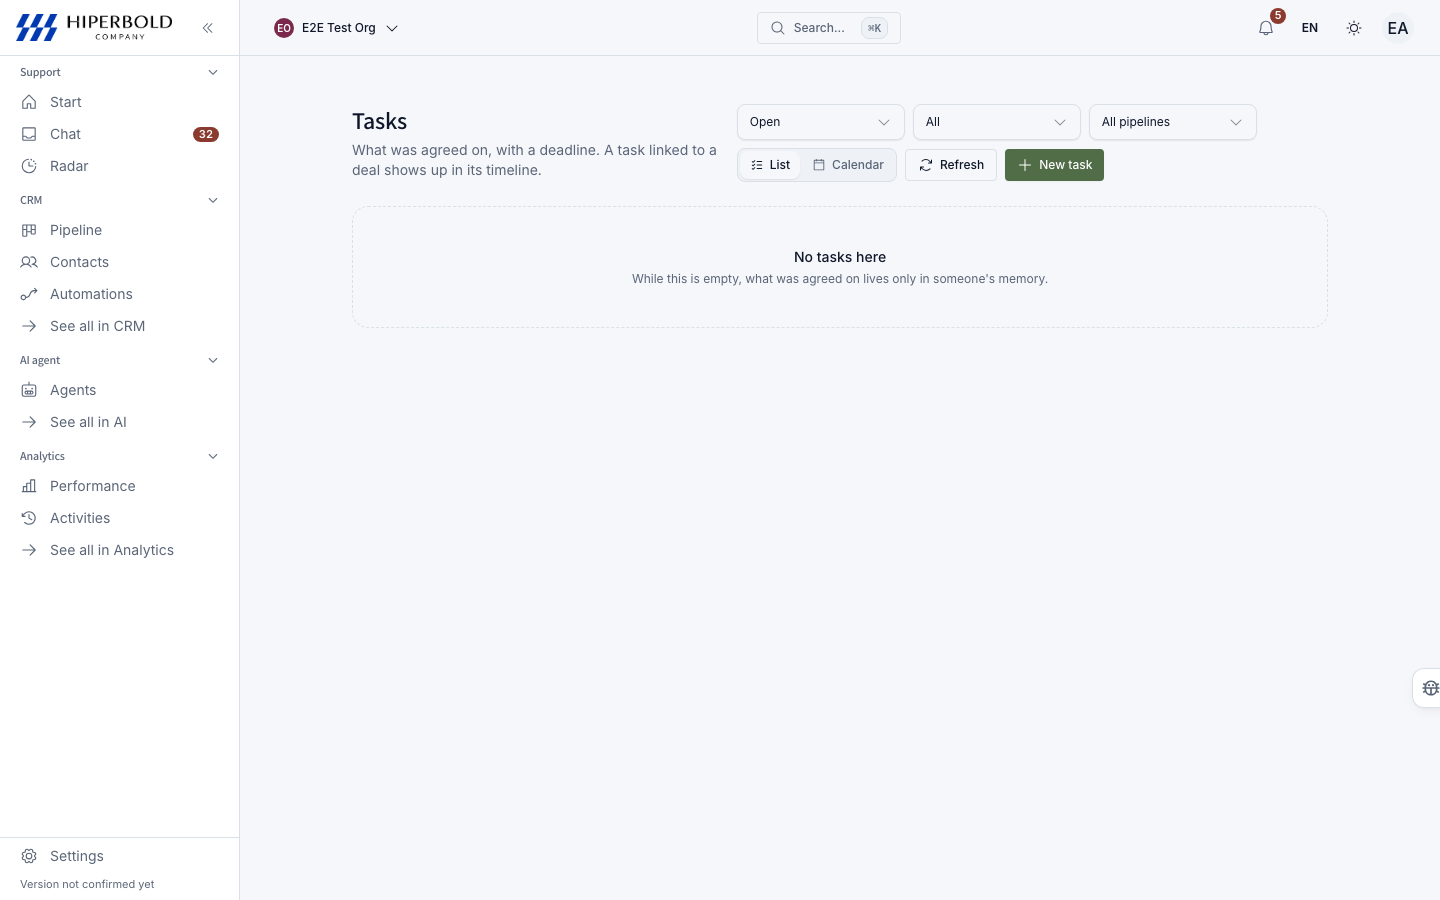 HIPERBOLD
COMPANY
EO E2E Test Org
Search...
⌘K
5
EN
EA
Support
Start
Chat
32
Radar
CRM
Pipeline
Contacts
Automations
See all in CRM
AI agent
Agents
See all in AI
Analytics
Performance
Activities
See all in Analytics
Settings
Version not confirmed yet
Tasks
What was agreed on, with a deadline. A task linked to a
deal shows up in its timeline.
Open
All
All pipelines
List
Calendar
Refresh
New task
No tasks here
While this is empty, what was agreed on lives only in someone's memory.